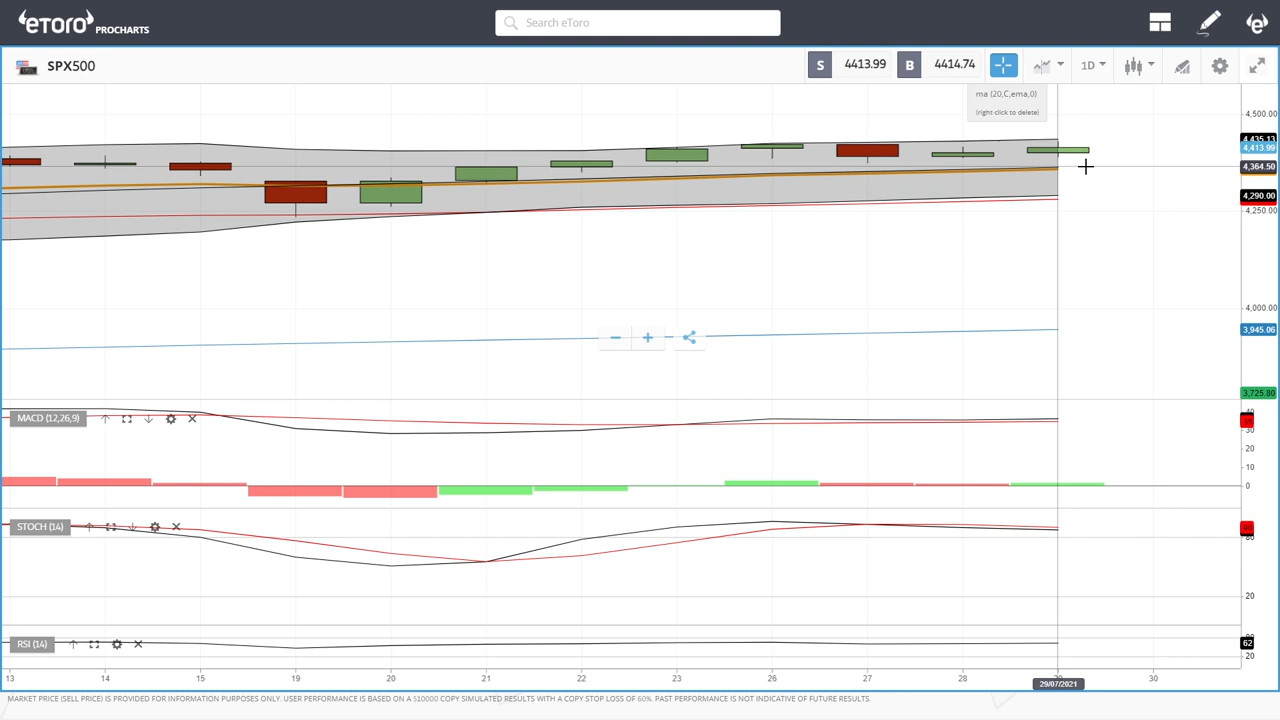 eToro PROCHARTS
Search eToro
SPX500
S 4413.99 B 4414.74
1D
ma (20,C,ema,0)
(right click to delete)
4,500.00
4,435.13
4,413.99
4,364.50
4,290.00
4,250.00
4,000.00
3,945.06
3,725.80
MACD (12,26,9)
40
30
20
10
0
STOCH (14)
80
20
RSI (14)
62
20
13 14 15 19 20 21 22 23 26 27 28 30
29/07/2021
MARKET PRICE (SELL PRICE) IS PROVIDED FOR INFORMATION PURPOSES ONLY. USER PERFORMANCE IS BASED ON A $10000 COPY SIMULATED RESULTS WITH A COPY STOP LOSS OF 60%. PAST PERFORMANCE IS NOT INDICATIVE OF FUTURE RESULTS.